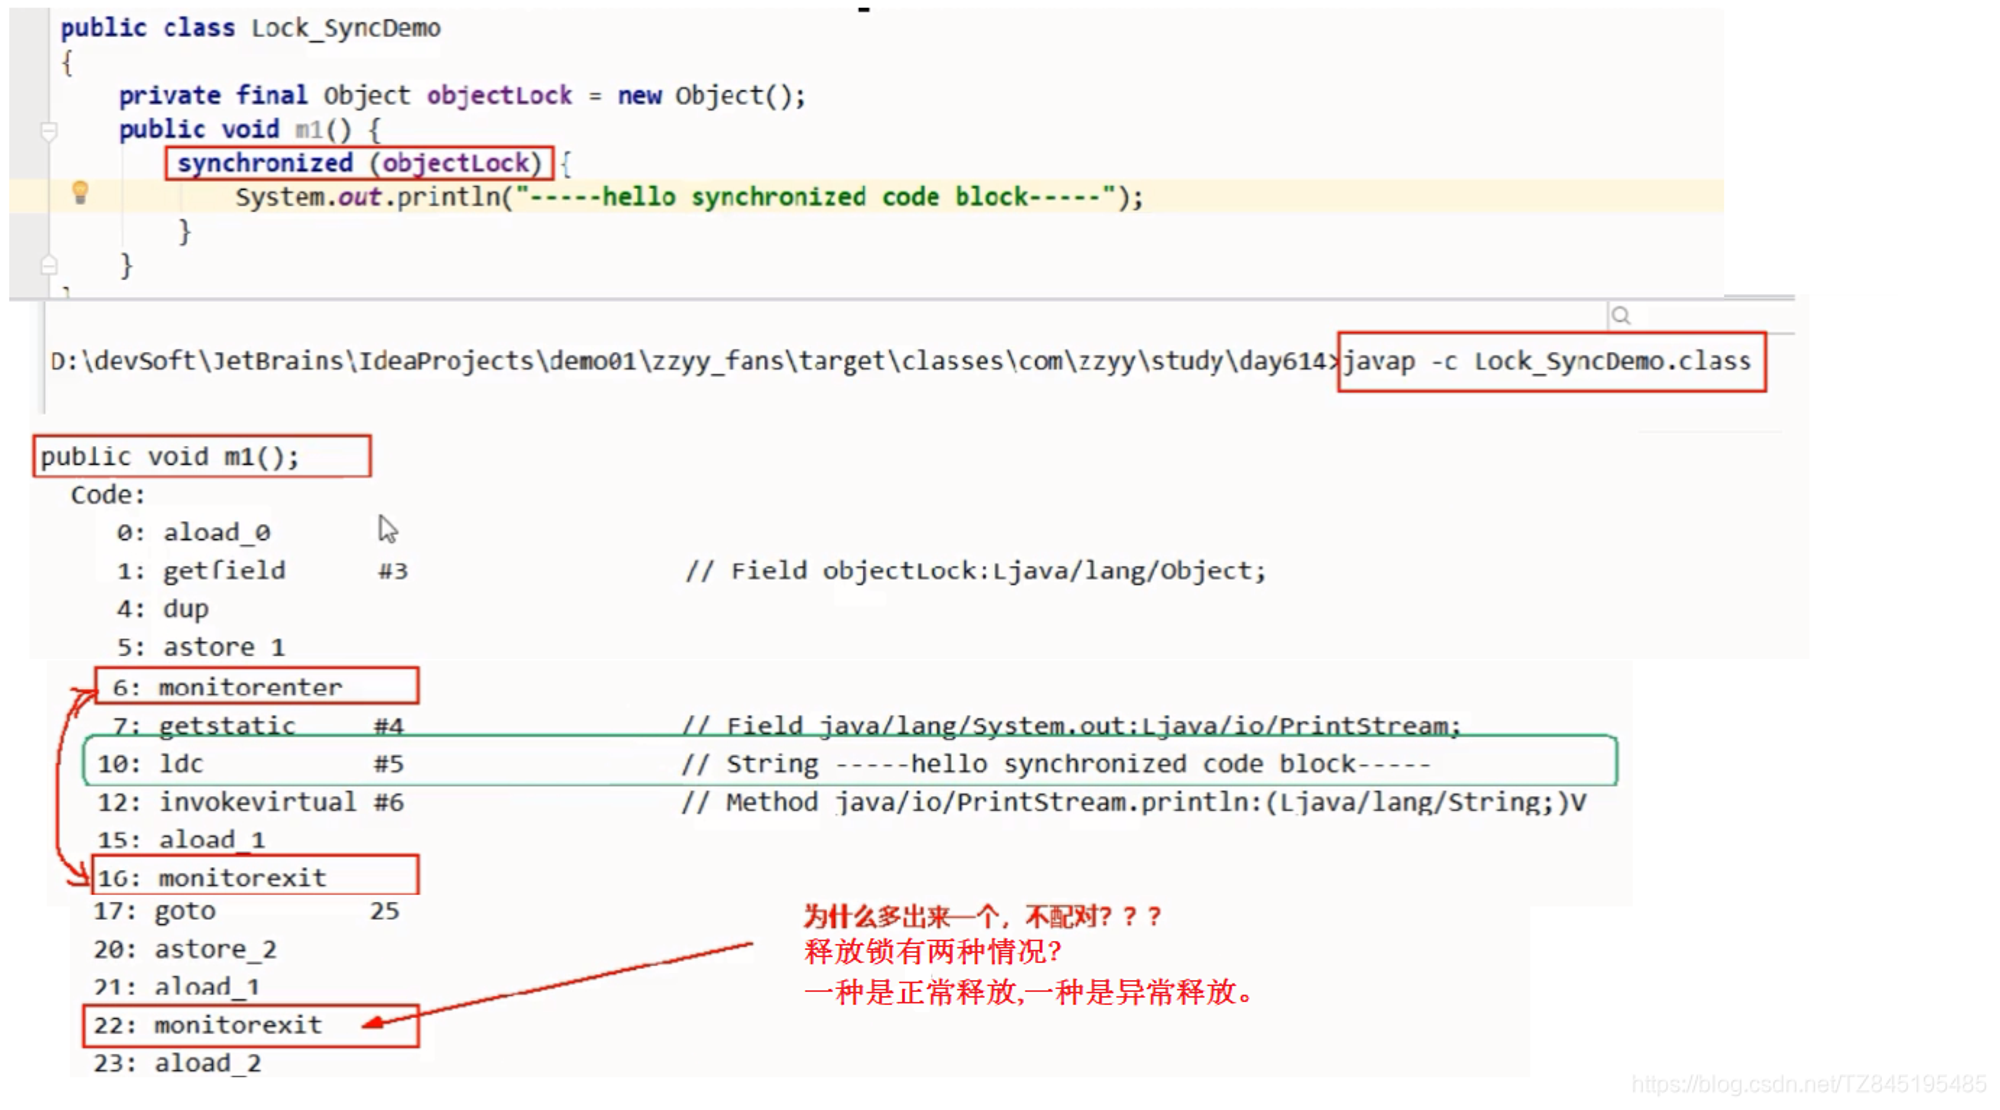 public class Lock_SyncDemo
{
private final Object objectLock = new Object();
public void m1() {
synchronized (objectLock) {
System.out.println("-----hello synchronized code block-----");
}
}
D:\devSoft\JetBrains\IdeaProjects\demo01\zzyy_fans\target\classes\com\zzyy\study\day614>javap -c Lock_SyncDemo.class
public void m1();
Code:
0: aload_0
1: getfield #3 // Field objectLock:Ljava/lang/Object;
4: dup
5: astore 1
6: monitorenter
7: getstatic #4 // Field java/lang/System.out:Ljava/io/PrintStream;
10: ldc #5 // String -----hello synchronized code block-----
12: invokevirtual #6 // Method java/io/PrintStream.println:(Ljava/lang/String;)V
15: aload_1
16: monitorexit
17: goto 25
20: astore_2
21: aload_1
22: monitorexit
23: aload_2
为什么多出来一个，不配对？？？
释放锁有两种情况?
一种是正常释放,一种是异常释放。
https://blog.csdn.net/TZ845195485